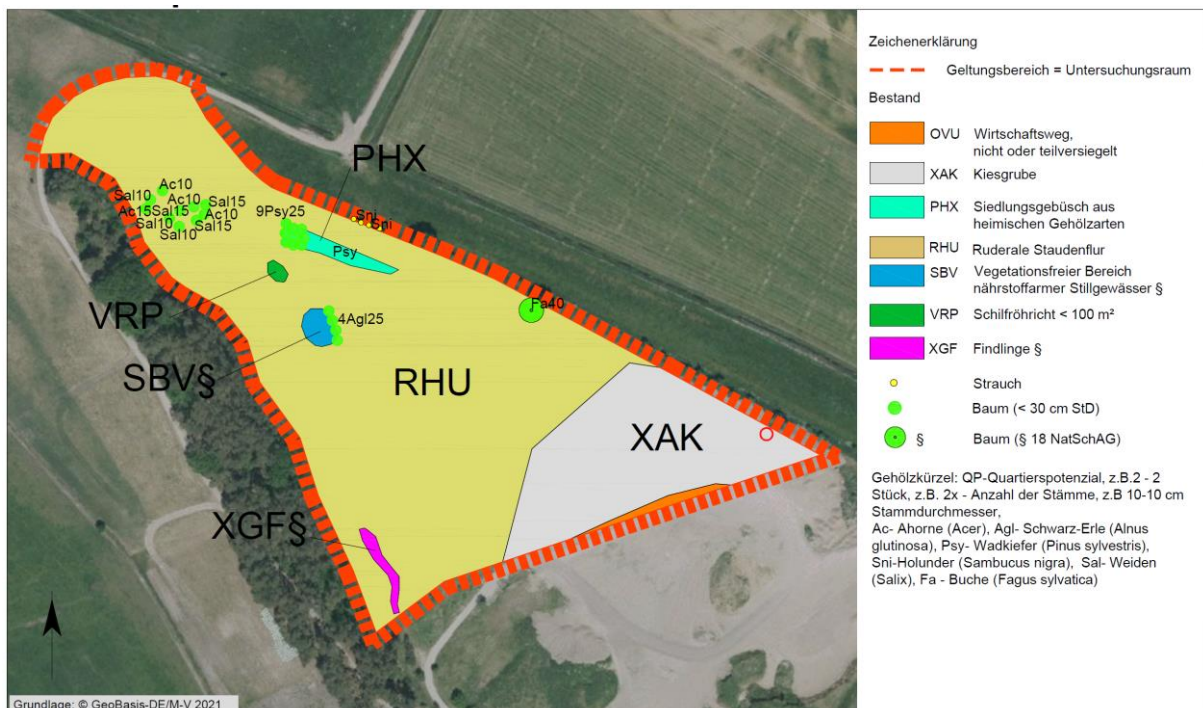 PHX
Ac10
Sal10
Ac10
Sal15
Ac15
Sal15
Ac10
Sal10
Sal15
Sal10
9Psy25
Sni
Sni
Psy
VRP
Fa40
4Agl25
SBV§
RHU
XAK
XGF§
Grundlage: © GeoBasis-DE/M-V 2021
Zeichenerklärung
Geltungsbereich = Untersuchungsraum
Bestand
OVU Wirtschaftsweg,
nicht oder teilversiegelt
XAK Kiesgrube
PHX Siedlungsgebüsch aus
heimischen Gehölzarten
RHU Ruderale Staudenflur
SBV Vegetationsfreier Bereich
nährstoffarmer Stillgewässer §
VRP Schilfröhricht < 100 m²
XGF Findlinge §
Strauch
Baum (< 30 cm StD)
§ Baum (§ 18 NatSchAG)
Gehölzkürzel: QP-Quartierspotenzial, z.B.2 - 2
Stück, z.B. 2x - Anzahl der Stämme, z.B 10-10 cm
Stammdurchmesser,
Ac- Ahorne (Acer), Agl- Schwarz-Erle (Alnus
glutinosa), Psy- Wadkiefer (Pinus sylvestris),
Sni-Holunder (Sambucus nigra), Sal- Weiden
(Salix), Fa - Buche (Fagus sylvatica)